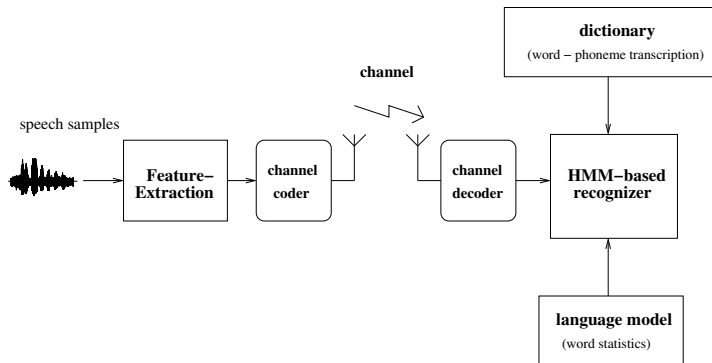 dictionary
(word − phoneme transcription)
channel
speech samples
Feature−
Extraction
channel
coder
channel
decoder
HMM−based
recognizer
language model
(word statistics)